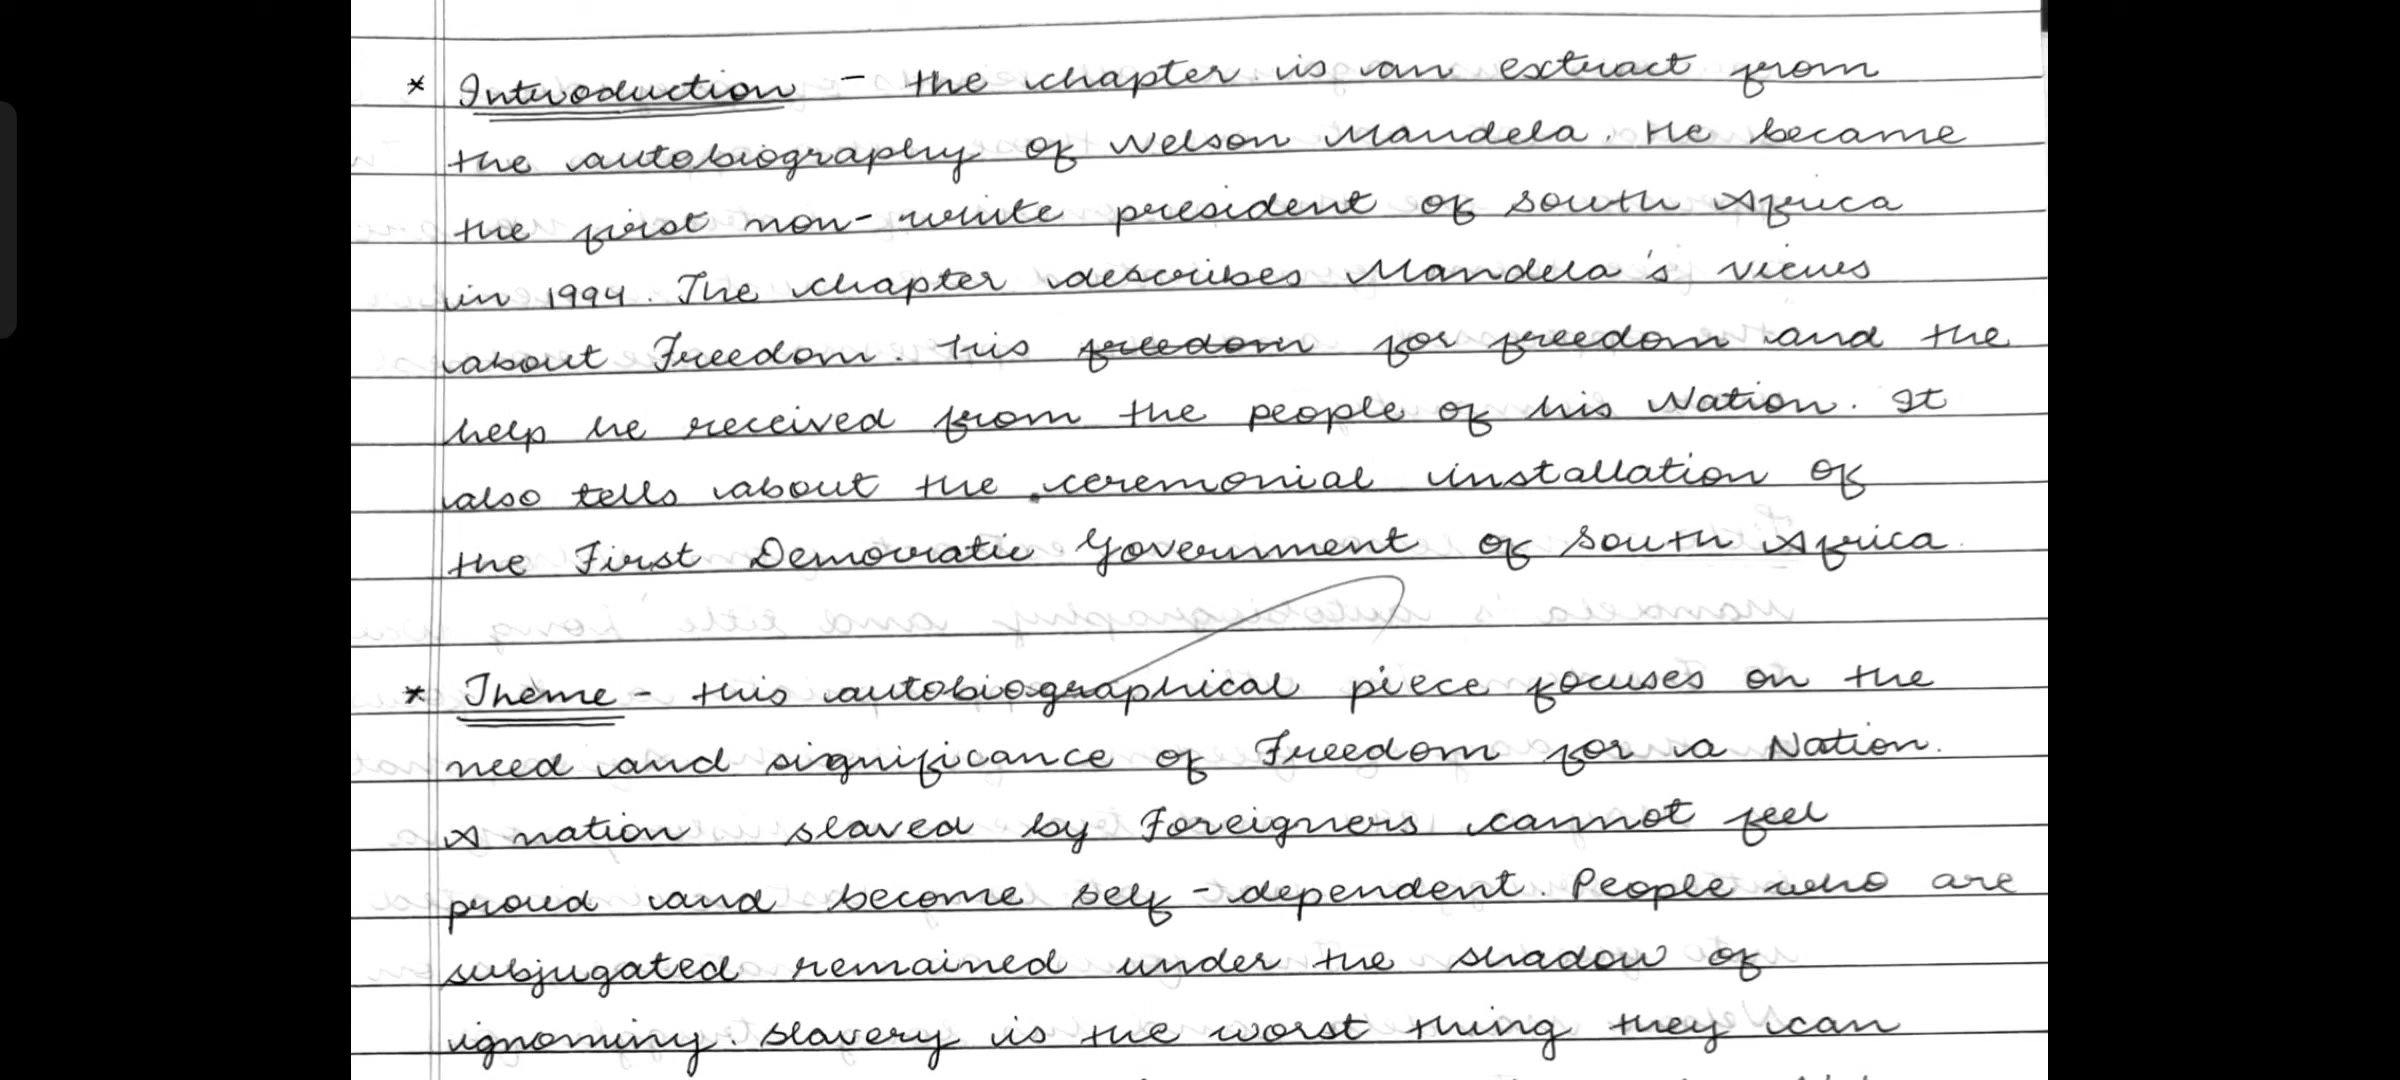 * Introduction - the chapter is an extract from
the autobiography of Nelson Mandela. He became
the first non-white president of South Africa
in 1994. The chapter describes Mandela's views
about Freedom. His freedom for freedom and the
help he received from the people of his Nation. It
also tells about the ceremonial installation of
the First Democratic Government of South Africa.
* Theme - this autobiographical piece focuses on the
need and significance of Freedom for a Nation.
A nation slaved by Foreigners cannot feel
proud and become self-dependent. People who are
subjugated remained under the shadow of
ignominy. Slavery is the worst thing they can